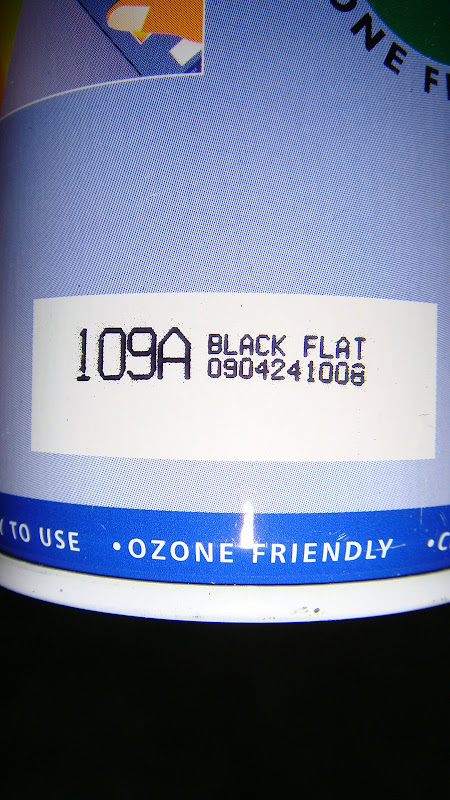 ONE F
109A BLACK FLAT
0904241008
TO USE • OZONE FRIENDLY • C